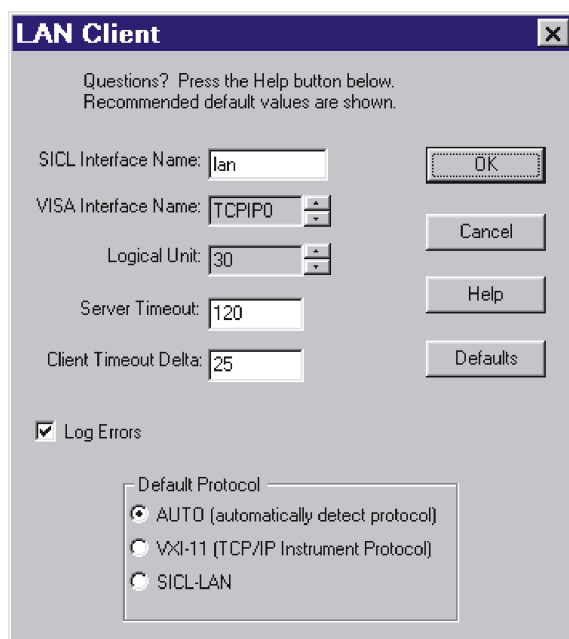 LAN Client
Questions? Press the Help button below.
Recommended default values are shown.
SICL Interface Name: lan
OK
VISA Interface Name: TCPIP0
Cancel
Logical Unit: 30
Help
Server Timeout: 120
Client Timeout Delta: 25
Defaults
Log Errors
Default Protocol
AUTO (automatically detect protocol)
VXI-11 (TCP/IP Instrument Protocol)
SICL-LAN